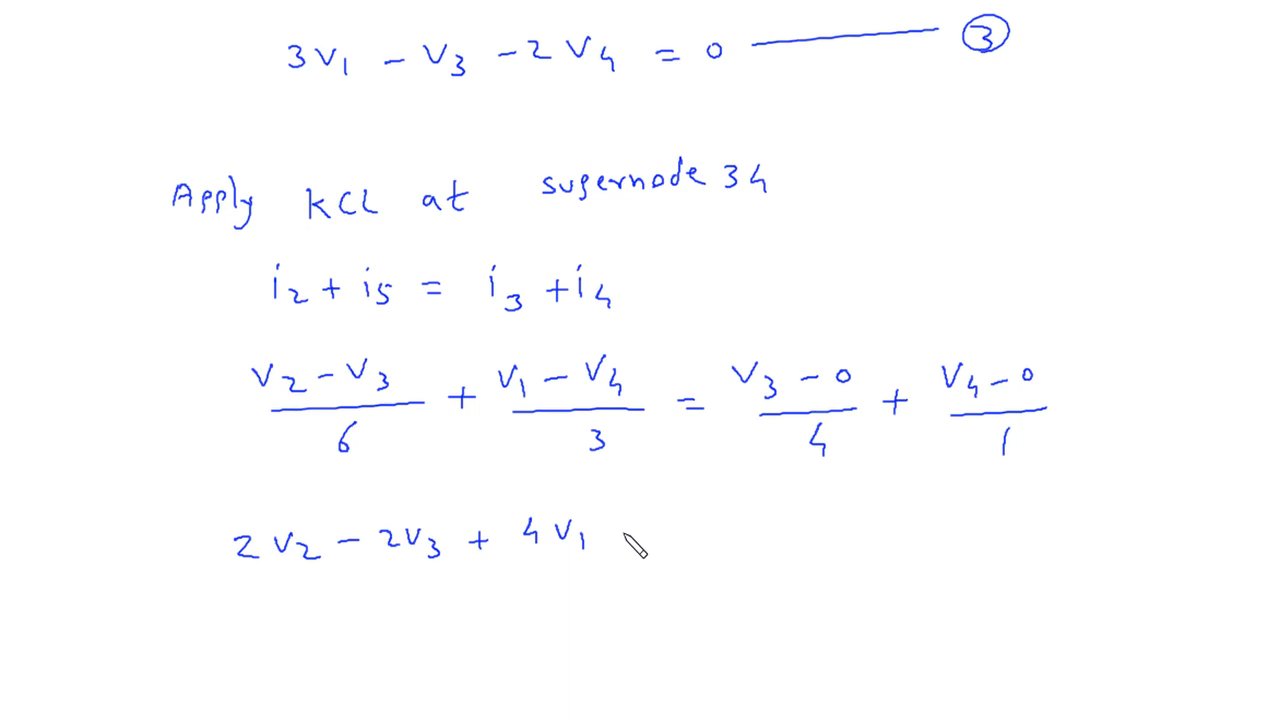 3V1 - V3 - 2V4 = 0 ——— ③
Apply KCL at supernode 34
i2 + i5 = i3 + i4
(V2 - V3)/6 + (V1 - V4)/3 = (V3 - 0)/4 + (V4 - 0)/1
2V2 - 2V3 + 4V1